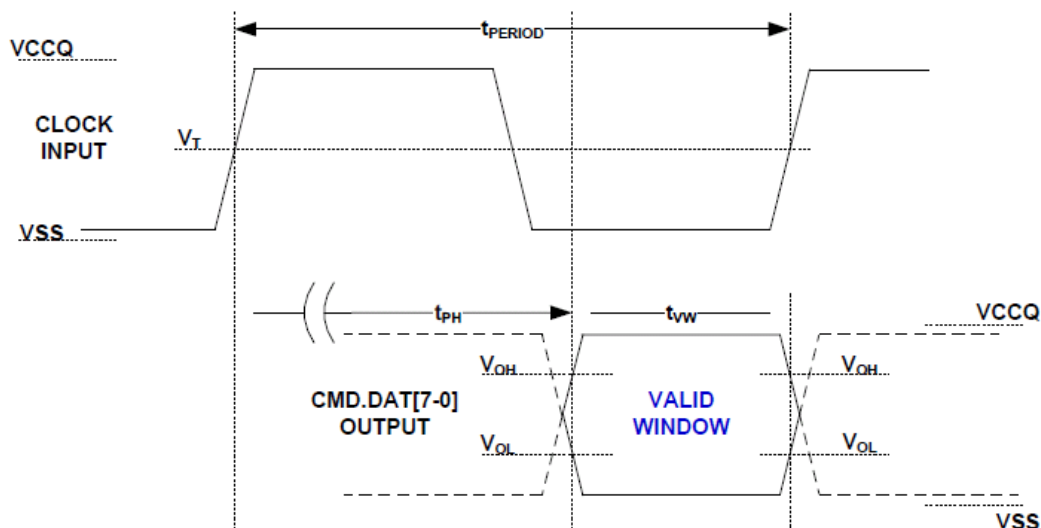 tPERIOD
VCCQ
CLOCK
INPUT
VT
VSS
tPH
tVW
VCCQ
VOH
VOH
CMD.DAT[7-0]
OUTPUT
VALID
WINDOW
VOL
VOL
VSS